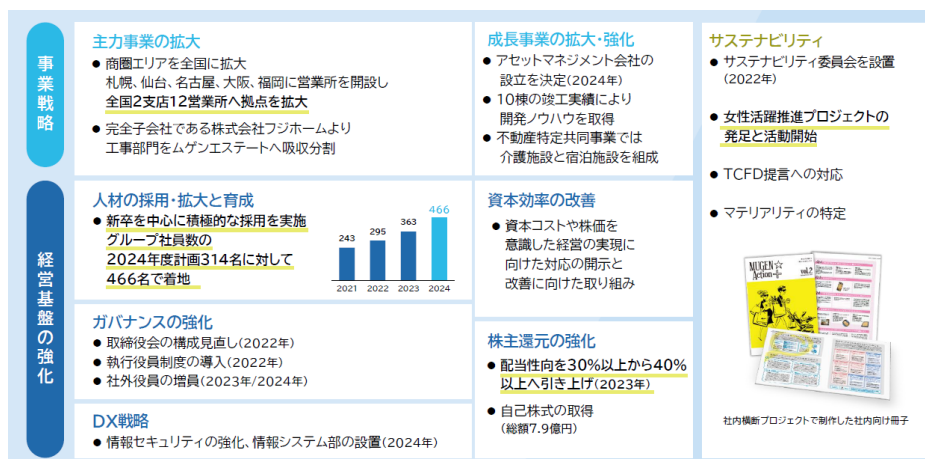 事業戦略
主力事業の拡大
● 商圏エリアを全国に拡大
札幌、仙台、名古屋、大阪、福岡に営業所を開設し
全国2支店12営業所へ拠点を拡大
● 完全子会社である株式会社フジホームより
工事部門をムゲンエステートへ吸収分割
成長事業の拡大・強化
● アセットマネジメント会社の
設立を決定(2024年)
● 10棟の竣工実績により
開発ノウハウを取得
● 不動産特定共同事業では
介護施設と宿泊施設を組成
経営基盤の強化
人材の採用・拡大と育成
● 新卒を中心に積極的な採用を実施
グループ社員数の
2024年度計画314名に対して
466名で着地
243
295
363
466
2021
2022
2023
2024
資本効率の改善
● 資本コストや株価を
意識した経営の実現に
向けた対応の開示と
改善に向けた取り組み
ガバナンスの強化
● 取締役会の構成見直し(2022年)
● 執行役員制度の導入(2022年)
● 社外役員の増員(2023年/2024年)
DX戦略
● 情報セキュリティの強化、情報システム部の設置(2024年)
株主還元の強化
● 配当性向を30%以上から40%
以上へ引き上げ(2023年)
● 自己株式の取得
(総額7.9億円)
サステナビリティ
● サステナビリティ委員会を設置
(2022年)
● 女性活躍推進プロジェクトの
発足と活動開始
● TCFD提言への対応
● マテリアリティの特定
MUGEN☆
Action+
vol.2
社内横断プロジェクトで制作した社内向け冊子